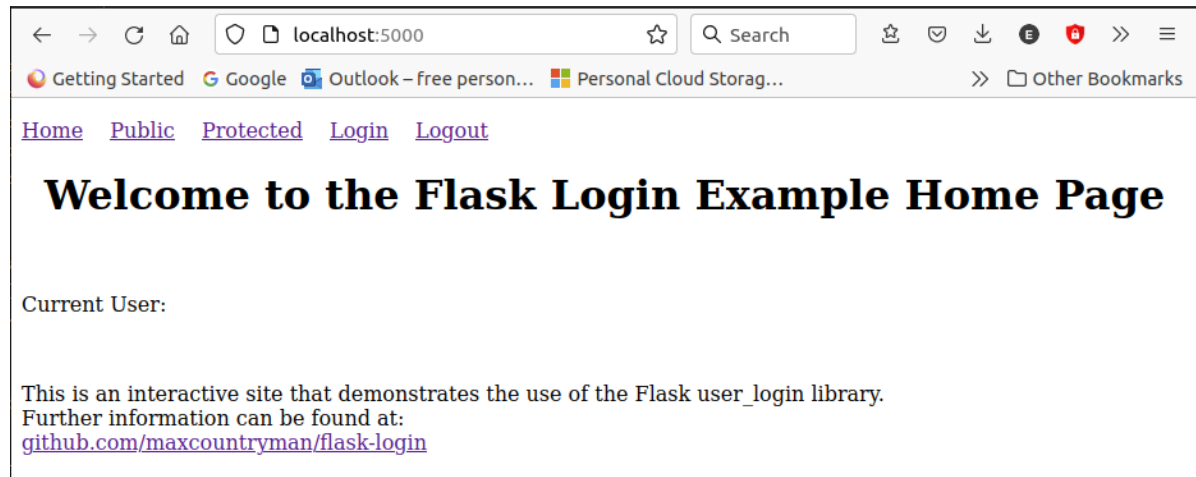 localhost:5000 Search E
Getting Started G Google Outlook – free person... Personal Cloud Storag... Other Bookmarks
Home Public Protected Login Logout
Welcome to the Flask Login Example Home Page
Current User:
This is an interactive site that demonstrates the use of the Flask user_login library.
Further information can be found at:
github.com/maxcountryman/flask-login